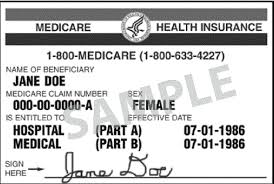 MEDICARE HEALTH INSURANCE
1-800-MEDICARE (1-800-633-4227)
NAME OF BENEFICIARY
JANE DOE
MEDICARE CLAIM NUMBER SEX
000-00-0000-A FEMALE
IS ENTITLED TO EFFECTIVE DATE
HOSPITAL (PART A) 07-01-1986
MEDICAL (PART B) 07-01-1986
SIGN
HERE Jane Doe
SAMPLE